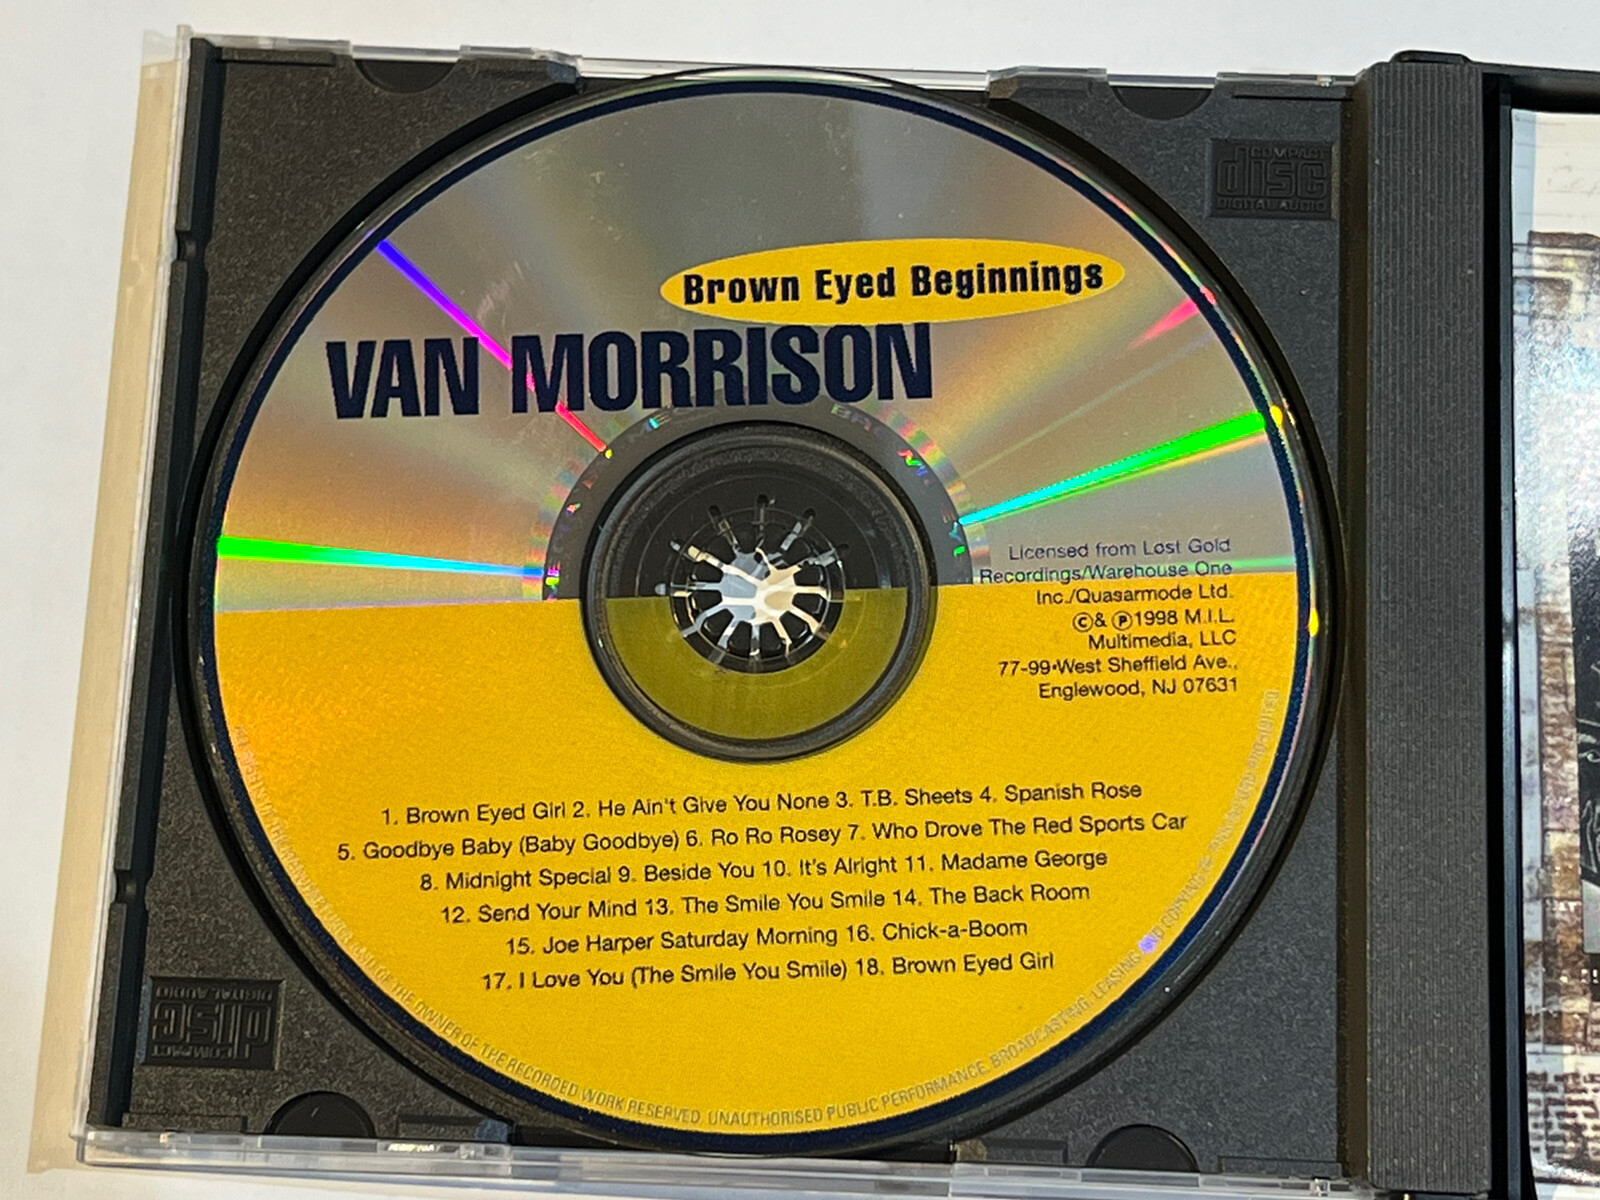 COMPACT
disc
DIGITAL AUDIO
Brown Eyed Beginnings
VAN MORRISON
Licensed from Lost Gold
Recordings/Warehouse One
Inc./Quasarmode Ltd.
©& ℗1998 M.I.L.
Multimedia, LLC
77-99•West Sheffield Ave.,
Englewood, NJ 07631
1. Brown Eyed Girl 2. He Ain't Give You None 3. T.B. Sheets 4. Spanish Rose
5. Goodbye Baby (Baby Goodbye) 6. Ro Ro Rosey 7. Who Drove The Red Sports Car
8. Midnight Special 9. Beside You 10. It's Alright 11. Madame George
12. Send Your Mind 13. The Smile You Smile 14. The Back Room
15. Joe Harper Saturday Morning 16. Chick-a-Boom
17. I Love You (The Smile You Smile) 18. Brown Eyed Girl
OF THE OWNER OF THE RECORDED WORK RESERVED. UNAUTHORISED PUBLIC PERFORMANCE. BROADCASTING. LEASING AND COPYING
COMPACT
disc
DIGITAL AUDIO